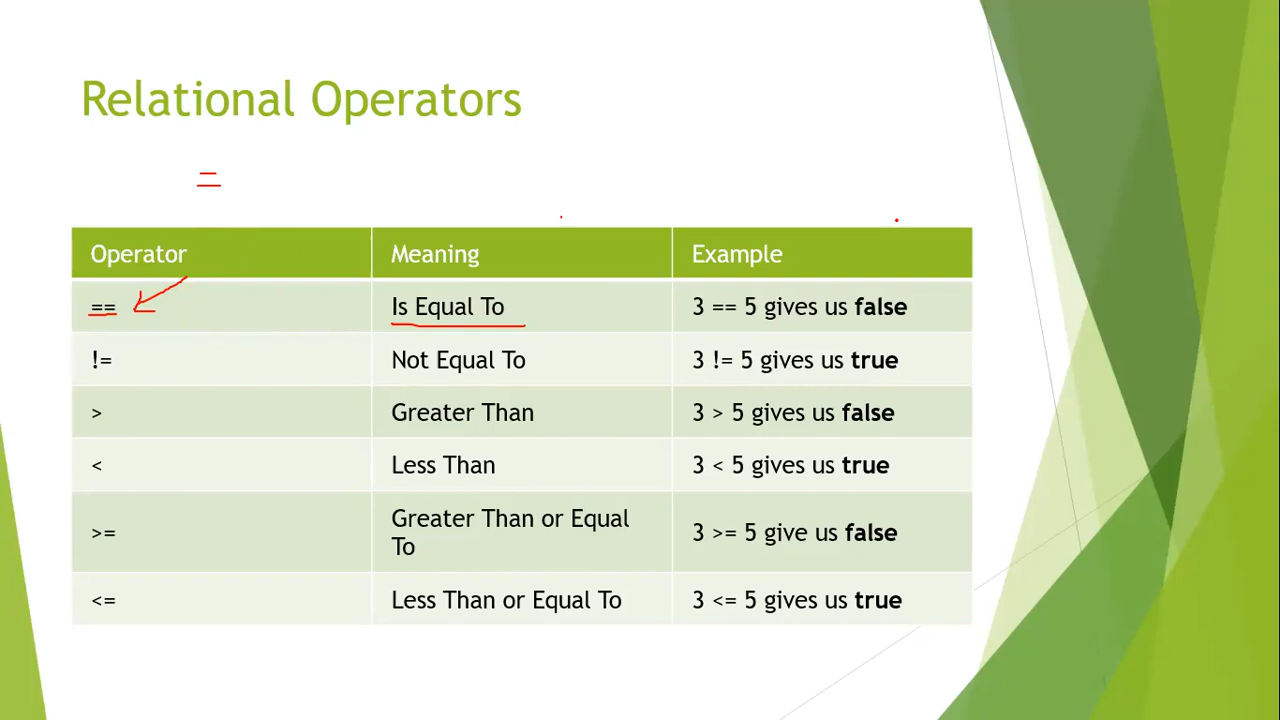 Relational Operators
=
Operator Meaning Example
== Is Equal To 3 == 5 gives us false
!= Not Equal To 3 != 5 gives us true
> Greater Than 3 > 5 gives us false
< Less Than 3 < 5 gives us true
>= Greater Than or Equal
To 3 >= 5 give us false
<= Less Than or Equal To 3 <= 5 gives us true